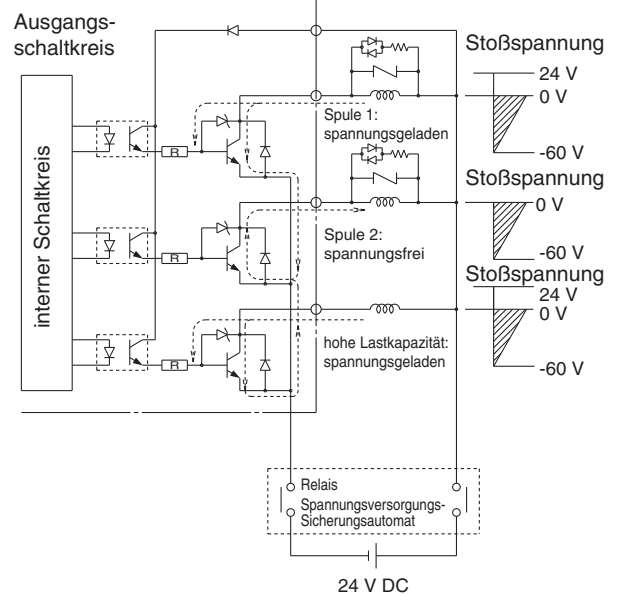 Ausgangs-
schaltkreis
interner Schaltkreis
Stoßspannung
24 V
0 V
-60 V
Spule 1:
spannungsgeladen
R
Stoßspannung
0 V
-60 V
Spule 2:
spannungsfrei
R
Stoßspannung
24 V
0 V
-60 V
hohe Lastkapazität:
spannungsgeladen
R
Relais
Spannungsversorgungs-
Sicherungsautomat
24 V DC